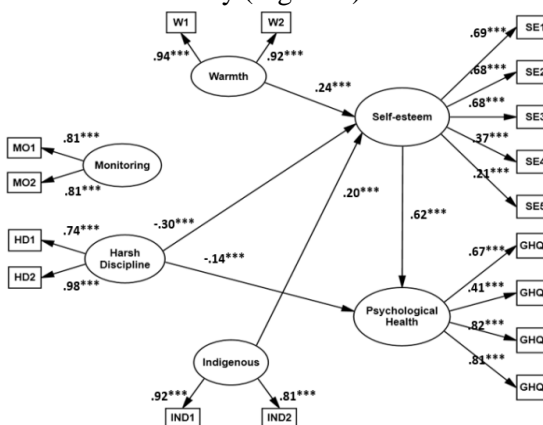 W1
W2
.94***
.92***
Warmth
.24***
SE1
.69***
SE2
.68***
Self-esteem
.68***
SE3
.37***
SE4
.21***
SE5
MO1
.81***
Monitoring
MO2
.81***
.20***
.62***
HD1
.74***
-.30***
Harsh
Discipline
HD2
.98***
-.14***
GHQ
.67***
.41***
GHQ
Psychological
Health
.82***
GHQ
.81***
GHQ
Indigenous
.92***
.81***
IND1
IND2